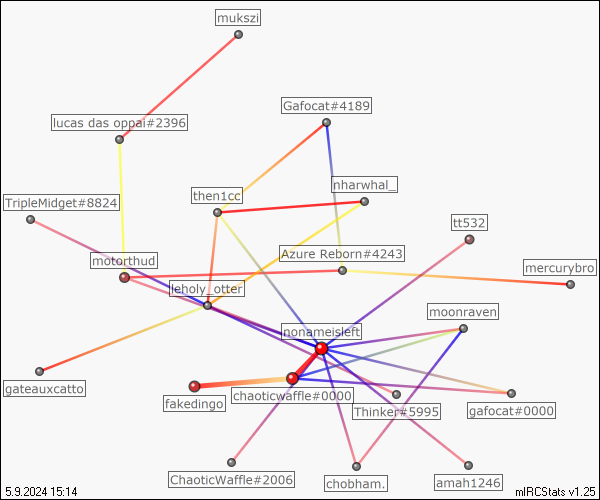 mukszi
Gafocat#4189
lucas das oppai#2396
nharwhal_
then1cc
TripleMidget#8824
tt532
Azure Reborn#4243
motorthud
mercurybro
leholy_otter
moonraven
nonameisleft
gateauxcatto
chaoticwaffle#0000
fakedingo
Thinker#5995
gafocat#0000
ChaoticWaffle#2006
chobham.
amah1246
5.9.2024 15:14
mIRCStats v1.25